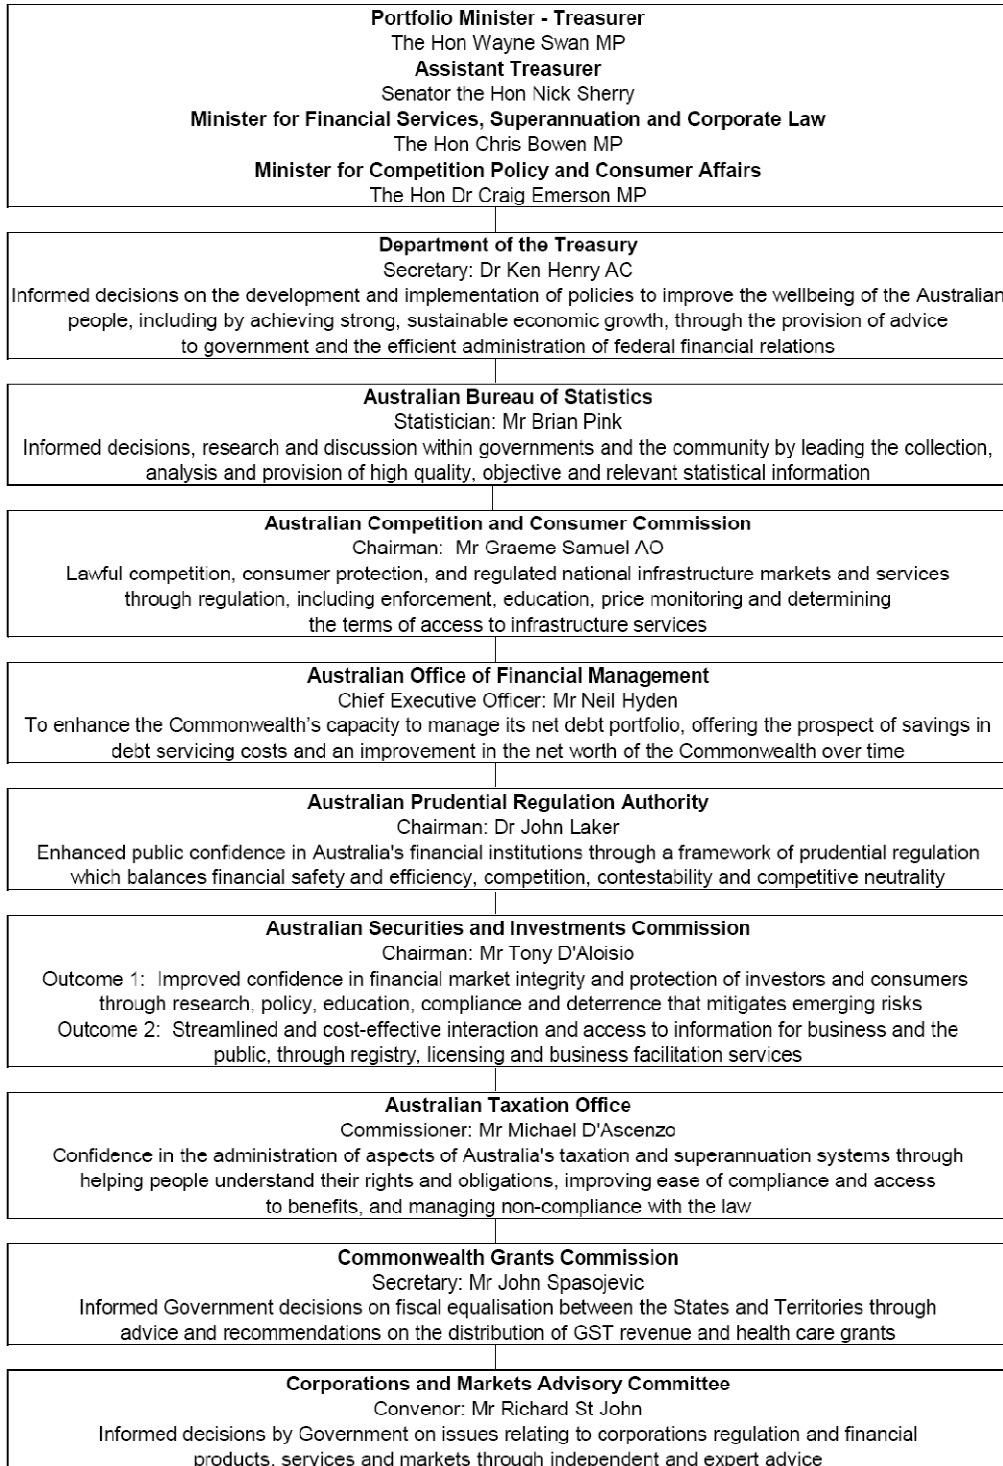 Portfolio Minister - Treasurer
The Hon Wayne Swan MP
Assistant Treasurer
Senator the Hon Nick Sherry
Minister for Financial Services, Superannuation and Corporate Law
The Hon Chris Bowen MP
Minister for Competition Policy and Consumer Affairs
The Hon Dr Craig Emerson MP
Department of the Treasury
Secretary: Dr Ken Henry AC
Informed decisions on the development and implementation of policies to improve the wellbeing of the Australian
people, including by achieving strong, sustainable economic growth, through the provision of advice
to government and the efficient administration of federal financial relations
Australian Bureau of Statistics
Statistician: Mr Brian Pink
Informed decisions, research and discussion within governments and the community by leading the collection,
analysis and provision of high quality, objective and relevant statistical information
Australian Competition and Consumer Commission
Chairman: Mr Graeme Samuel AO
Lawful competition, consumer protection, and regulated national infrastructure markets and services
through regulation, including enforcement, education, price monitoring and determining
the terms of access to infrastructure services
Australian Office of Financial Management
Chief Executive Officer: Mr Neil Hyden
To enhance the Commonwealth's capacity to manage its net debt portfolio, offering the prospect of savings in
debt servicing costs and an improvement in the net worth of the Commonwealth over time
Australian Prudential Regulation Authority
Chairman: Dr John Laker
Enhanced public confidence in Australia's financial institutions through a framework of prudential regulation
which balances financial safety and efficiency, competition, contestability and competitive neutrality
Australian Securities and Investments Commission
Chairman: Mr Tony D'Aloisio
Outcome 1: Improved confidence in financial market integrity and protection of investors and consumers
through research, policy, education, compliance and deterrence that mitigates emerging risks
Outcome 2: Streamlined and cost-effective interaction and access to information for business and the
public, through registry, licensing and business facilitation services
Australian Taxation Office
Commissioner: Mr Michael D'Ascenzo
Confidence in the administration of aspects of Australia's taxation and superannuation systems through
helping people understand their rights and obligations, improving ease of compliance and access
to benefits, and managing non-compliance with the law
Commonwealth Grants Commission
Secretary: Mr John Spasojevic
Informed Government decisions on fiscal equalisation between the States and Territories through
advice and recommendations on the distribution of GST revenue and health care grants
Corporations and Markets Advisory Committee
Convenor: Mr Richard St John
Informed decisions by Government on issues relating to corporations regulation and financial
products, services and markets through independent and expert advice